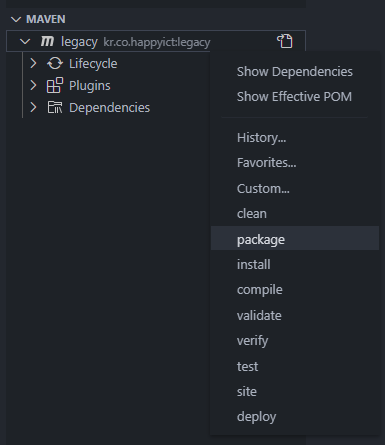 MAVEN
legacy kr.co.happyict:legacy
Lifecycle
Plugins
Dependencies
Show Dependencies
Show Effective POM
History...
Favorites...
Custom...
clean
package
install
compile
validate
verify
test
site
deploy